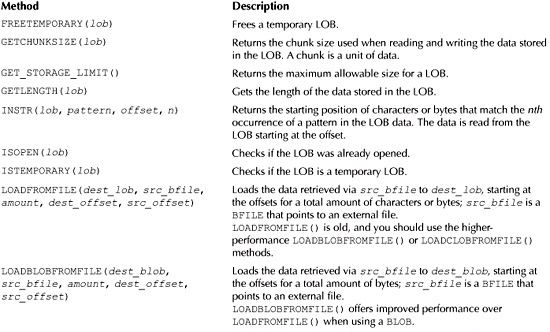 Method Description
FREETEMPORARY(lob) Frees a temporary LOB.
GETCHUNKSIZE(lob) Returns the chunk size used when reading and writing the data stored
in the LOB. A chunk is a unit of data.
GET_STORAGE_LIMIT() Returns the maximum allowable size for a LOB.
GETLENGTH(lob) Gets the length of the data stored in the LOB.
INSTR(lob, pattern, offset, n) Returns the starting position of characters or bytes that match the nth
occurrence of a pattern in the LOB data. The data is read from the
LOB starting at the offset.
ISOPEN(lob) Checks if the LOB was already opened.
ISTEMPORARY(lob) Checks if the LOB is a temporary LOB.
LOADFROMFILE(dest_lob, src_bfile, Loads the data retrieved via src_bfile to dest_lob, starting at
amount, dest_offset, src_offset) the offsets for a total amount of characters or bytes; src_bfile is a
BFILE that points to an external file.
LOADFROMFILE() is old, and you should use the higher-
performance LOADBLOBFROMFILE() or LOADCLOBFROMFILE()
methods.
LOADBLOBFROMFILE(dest_blob, Loads the data retrieved via src_bfile to dest_blob, starting at
src_bfile, amount, dest_offset, the offsets for a total amount of bytes; src_bfile is a BFILE that
src_offset) points to an external file.
LOADBLOBFROMFILE() offers improved performance over
LOADFROMFILE() when using a BLOB.